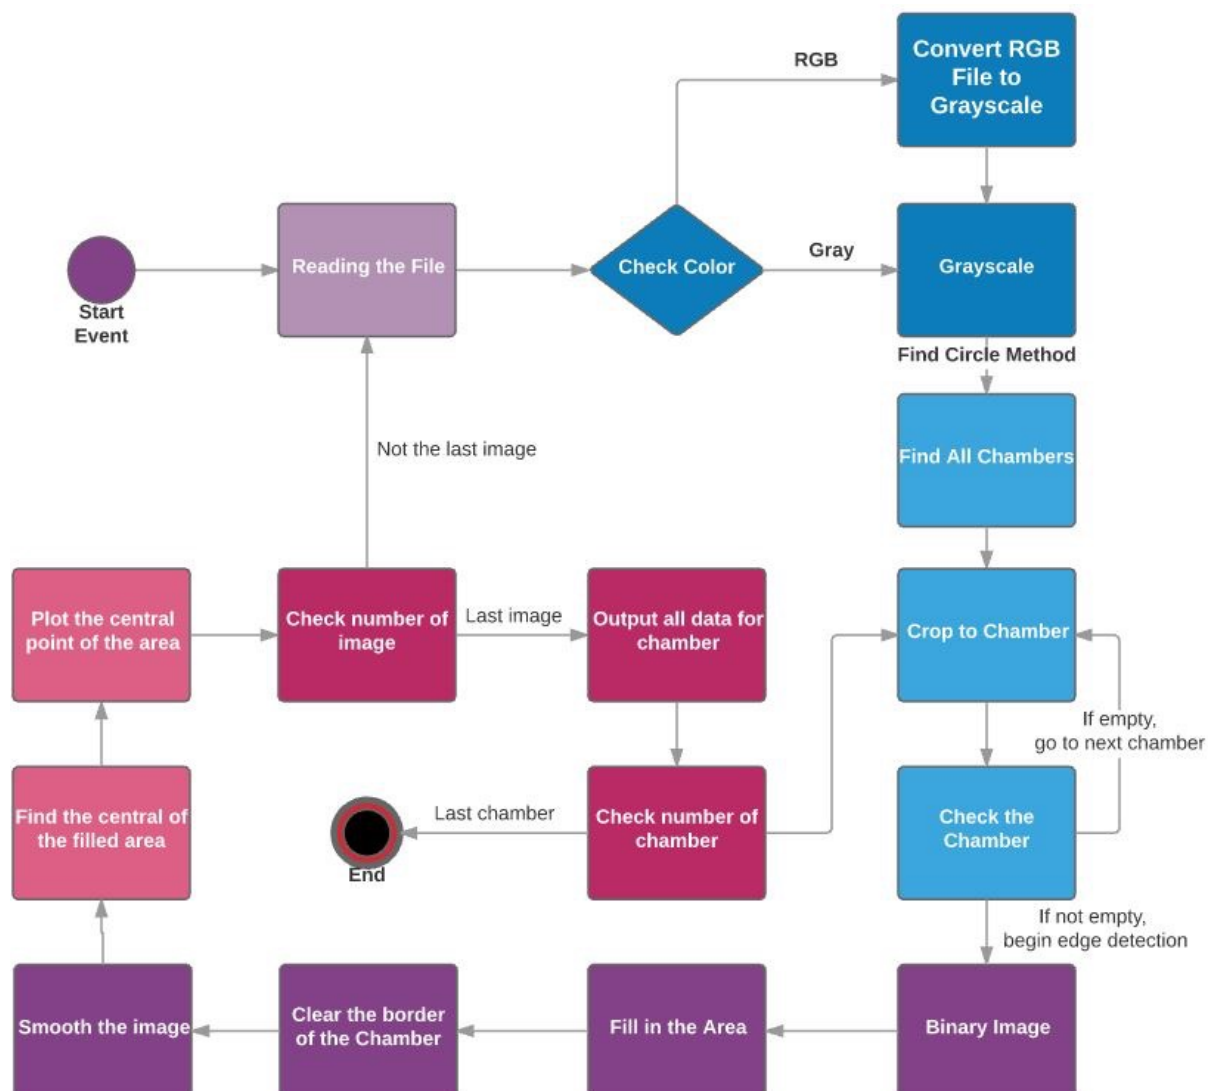 Convert RGB
File to
Grayscale
RGB
Start
Event
Reading the File
Check Color
Gray
Grayscale
Find Circle Method
Find All Chambers
Not the last image
Plot the central
point of the area
Check number of
image
Last image
Output all data for
chamber
Crop to Chamber
If empty,
go to next chamber
Find the central of
the filled area
End
Last chamber
Check number of
chamber
Check the
Chamber
If not empty,
begin edge detection
Smooth the image
Clear the border
of the Chamber
Fill in the Area
Binary Image